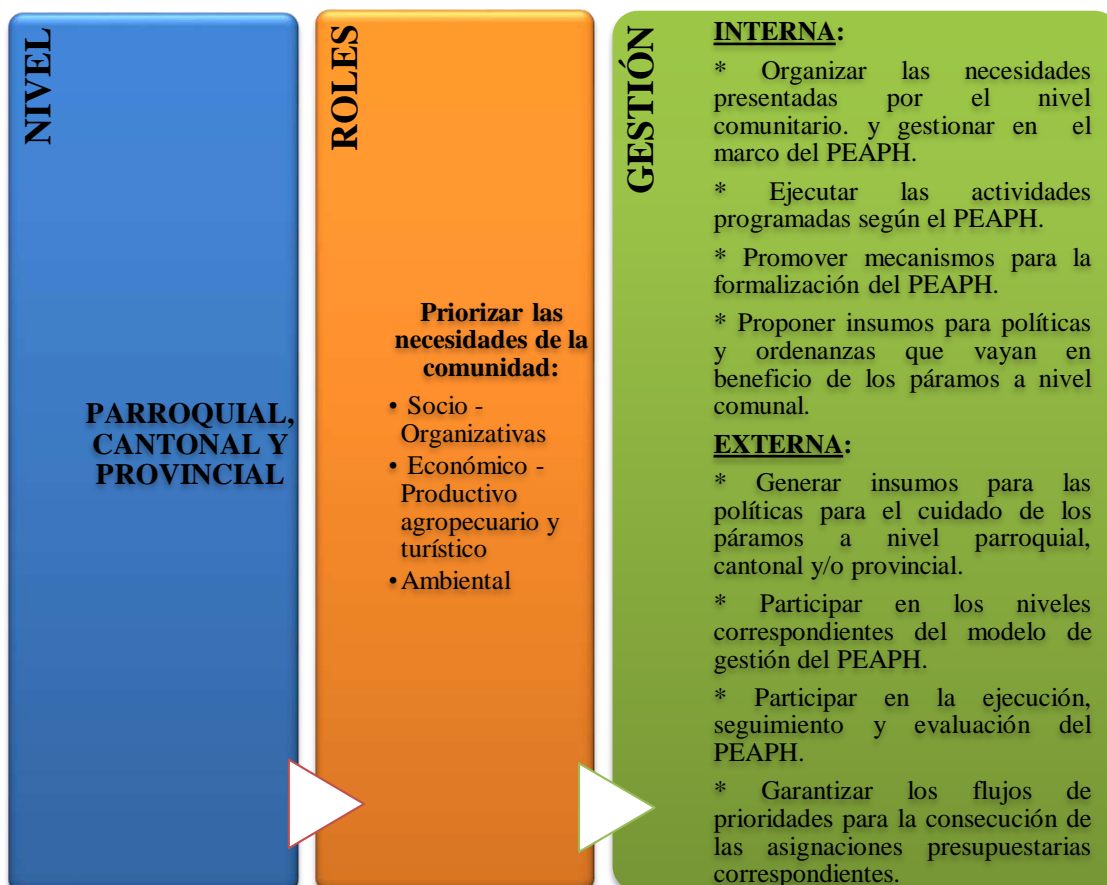 NIVEL
PARROQUIAL,
CANTONAL Y
PROVINCIAL
ROLES
Priorizar las
necesidades de la
comunidad:
• Socio -
Organizativas
• Económico -
Productivo
agropecuario y
turístico
• Ambiental
GESTIÓN
INTERNA:
* Organizar las necesidades
presentadas por el nivel
comunitario. y gestionar en el
marco del PEAPH.
* Ejecutar las actividades
programadas según el PEAPH.
* Promover mecanismos para la
formalización del PEAPH.
* Proponer insumos para políticas
y ordenanzas que vayan en
beneficio de los páramos a nivel
comunal.
EXTERNA:
* Generar insumos para las
políticas para el cuidado de los
páramos a nivel parroquial,
cantonal y/o provincial.
* Participar en los niveles
correspondientes del modelo de
gestión del PEAPH.
* Participar en la ejecución,
seguimiento y evaluación del
PEAPH.
* Garantizar los flujos de
prioridades para la consecución de
las asignaciones presupuestarias
correspondientes.